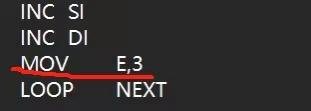 INC SI
INC DI
MOV E,3
LOOP NEXT